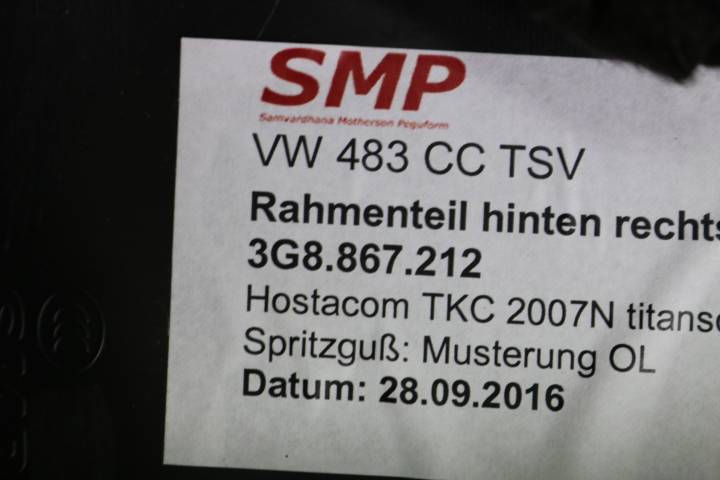 SMP
Samvardhana Motherson Peguform
VW 483 CC TSV
Rahmenteil hinten rechts
3G8.867.212
Hostacom TKC 2007N titansc
Spritzguß: Musterung OL
Datum: 28.09.2016